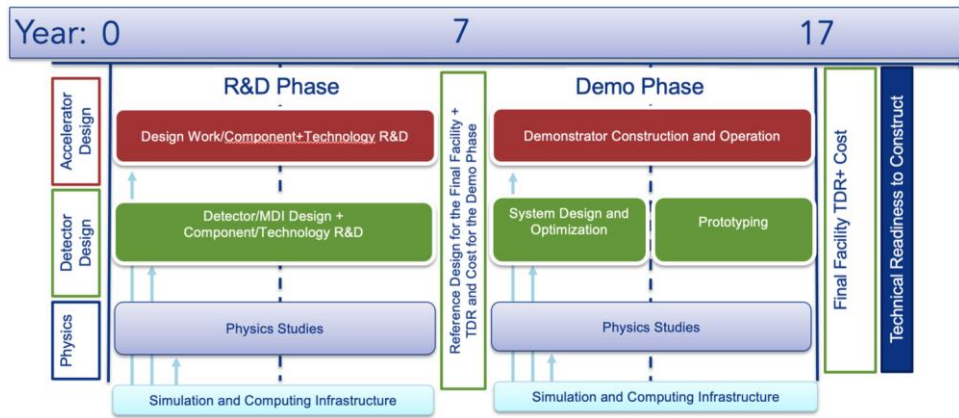 Year: 0
7
17
R&D Phase
Demo Phase
Accelerator
Design
Design Work/Component+Technology R&D
Demonstrator Construction and Operation
Detector
Design
Detector/MDI Design +
Component/Technology R&D
System Design and
Optimization
Prototyping
Physics
Physics Studies
Physics Studies
Simulation and Computing Infrastructure
Simulation and Computing Infrastructure
Reference Design for the Final Facility +
TDR and Cost for the Demo Phase
Final Facility TDR+ Cost
Technical Readiness to Construct